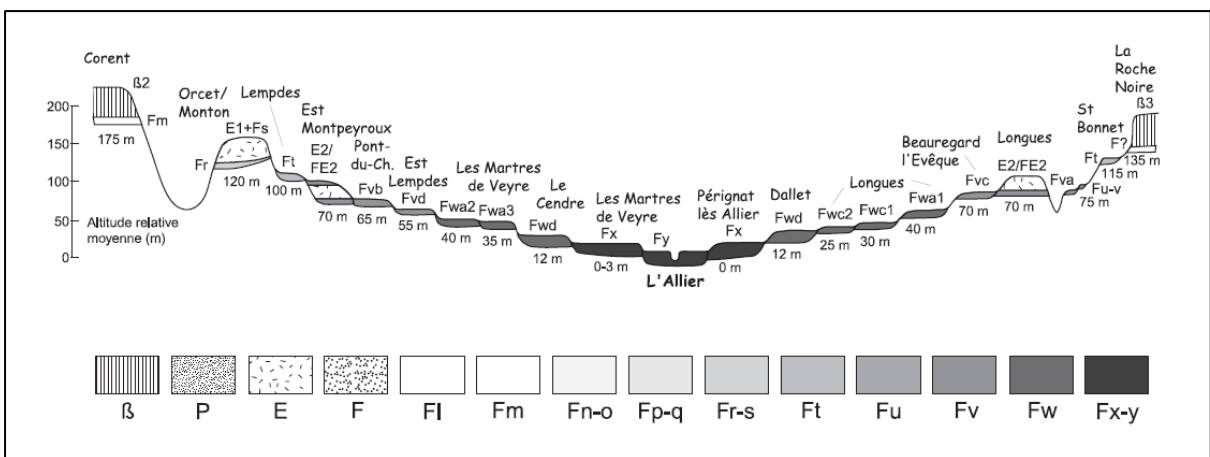 Corent
ß2
Fm
175 m
Orcet/
Monton
E1+Fs
Fr
120 m
Lempdes
Ft
100 m
Est
Montpeyroux
E2/
FE2
70 m
Pont-
du-Ch.
Fvb
65 m
Est
Lempdes
Fvd
55 m
Les Martres
de Veyre
Fwa2
40 m
Fwa3
35 m
Le
Cendre
Fwd
12 m
Les Martres
de Veyre
Fx
0-3 m
Fy
L'Allier
Pérignat
lès Allier
Fx
0 m
Dallet
Fwd
12 m
Longues
Fwc2
25 m
Fwc1
30 m
Fwa1
40 m
Beauregard
l'Evêque
Fvc
70 m
Longues
E2/FE2
70 m
Fva
Fu-v
75 m
St
Bonnet
Ft
F?
115 m
La
Roche
Noire
ß3
135 m
200
150
100
50
0
Altitude relative
moyenne (m)
ß P E F Fl Fm Fn-o Fp-q Fr-s Ft Fu Fv Fw Fx-y